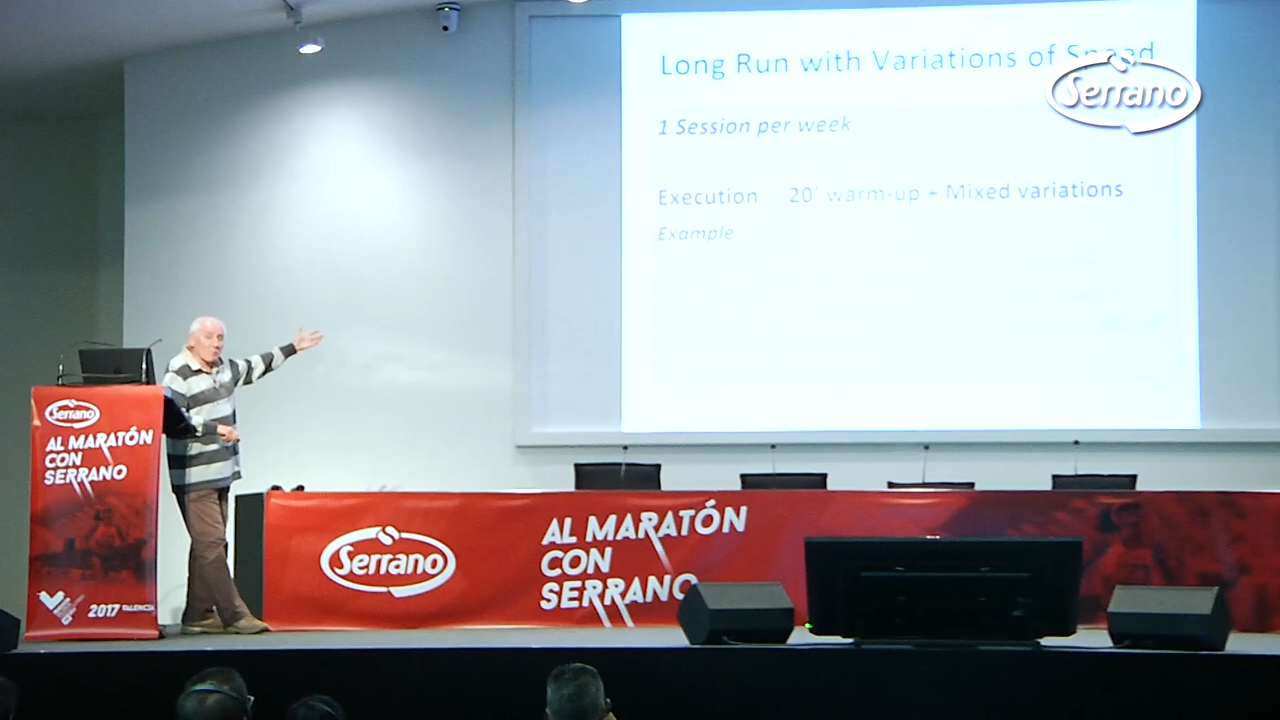 Long Run with Variations of Speed
Serrano
1 Session per week
Execution 20' warm-up + Mixed variations
Example
Serrano
AL MARATÓN
CON
SERRANO
2017 VALENCIA
Serrano
AL MARATÓN
CON
SERRANO